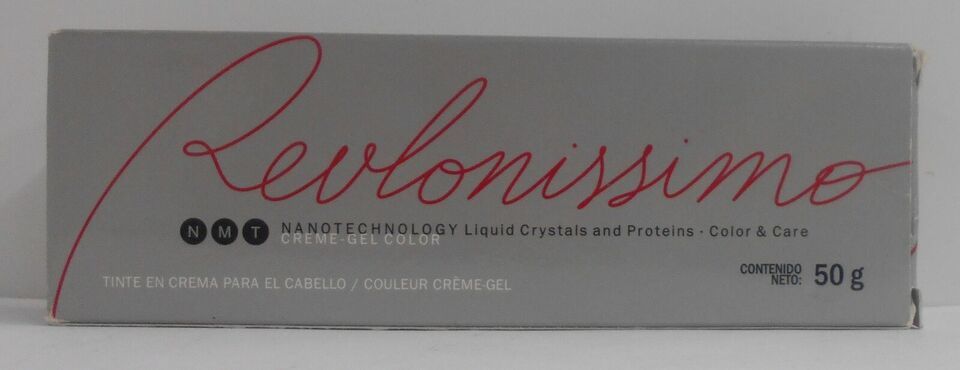 Revlonissimo
N M T NANOTECHNOLOGY Liquid Crystals and Proteins · Color & Care
CREME-GEL COLOR
TINTE EN CREMA PARA EL CABELLO / COULEUR CRÈME-GEL
CONTENIDO
NETO: 50 g